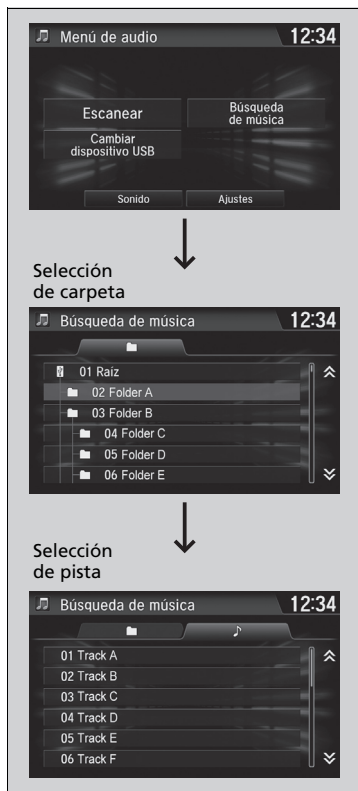 Menú de audio
12:34
Escanear
Búsqueda
de música
Cambiar
dispositivo USB
Sonido
Ajustes
Selección
de carpeta
Búsqueda de música
12:34
01 Raíz
02 Folder A
03 Folder B
04 Folder C
05 Folder D
06 Folder E
Selección
de pista
Búsqueda de música
12:34
01 Track A
02 Track B
03 Track C
04 Track D
05 Track E
06 Track F